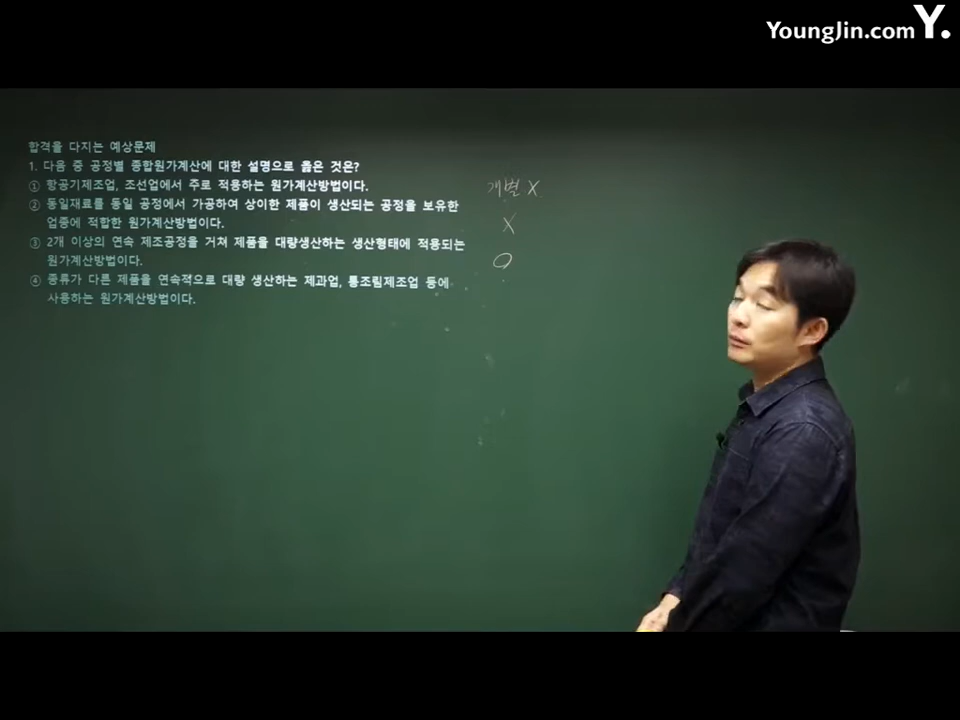 YoungJin.com Y.
합격을 다지는 예상문제
1. 다음 중 공정별 종합원가계산에 대한 설명으로 옳은 것은?
① 항공기제조업, 조선업에서 주로 적용하는 원가계산방법이다.
개별 X
② 동일재료를 동일 공정에서 가공하여 상이한 제품이 생산되는 공정을 보유한
업종에 적합한 원가계산방법이다.
X
③ 2개 이상의 연속 제조공정을 거쳐 제품을 대량생산하는 생산형태에 적용되는
원가계산방법이다.
O
④ 종류가 다른 제품을 연속적으로 대량 생산하는 제과업, 통조림제조업 등에
사용하는 원가계산방법이다.